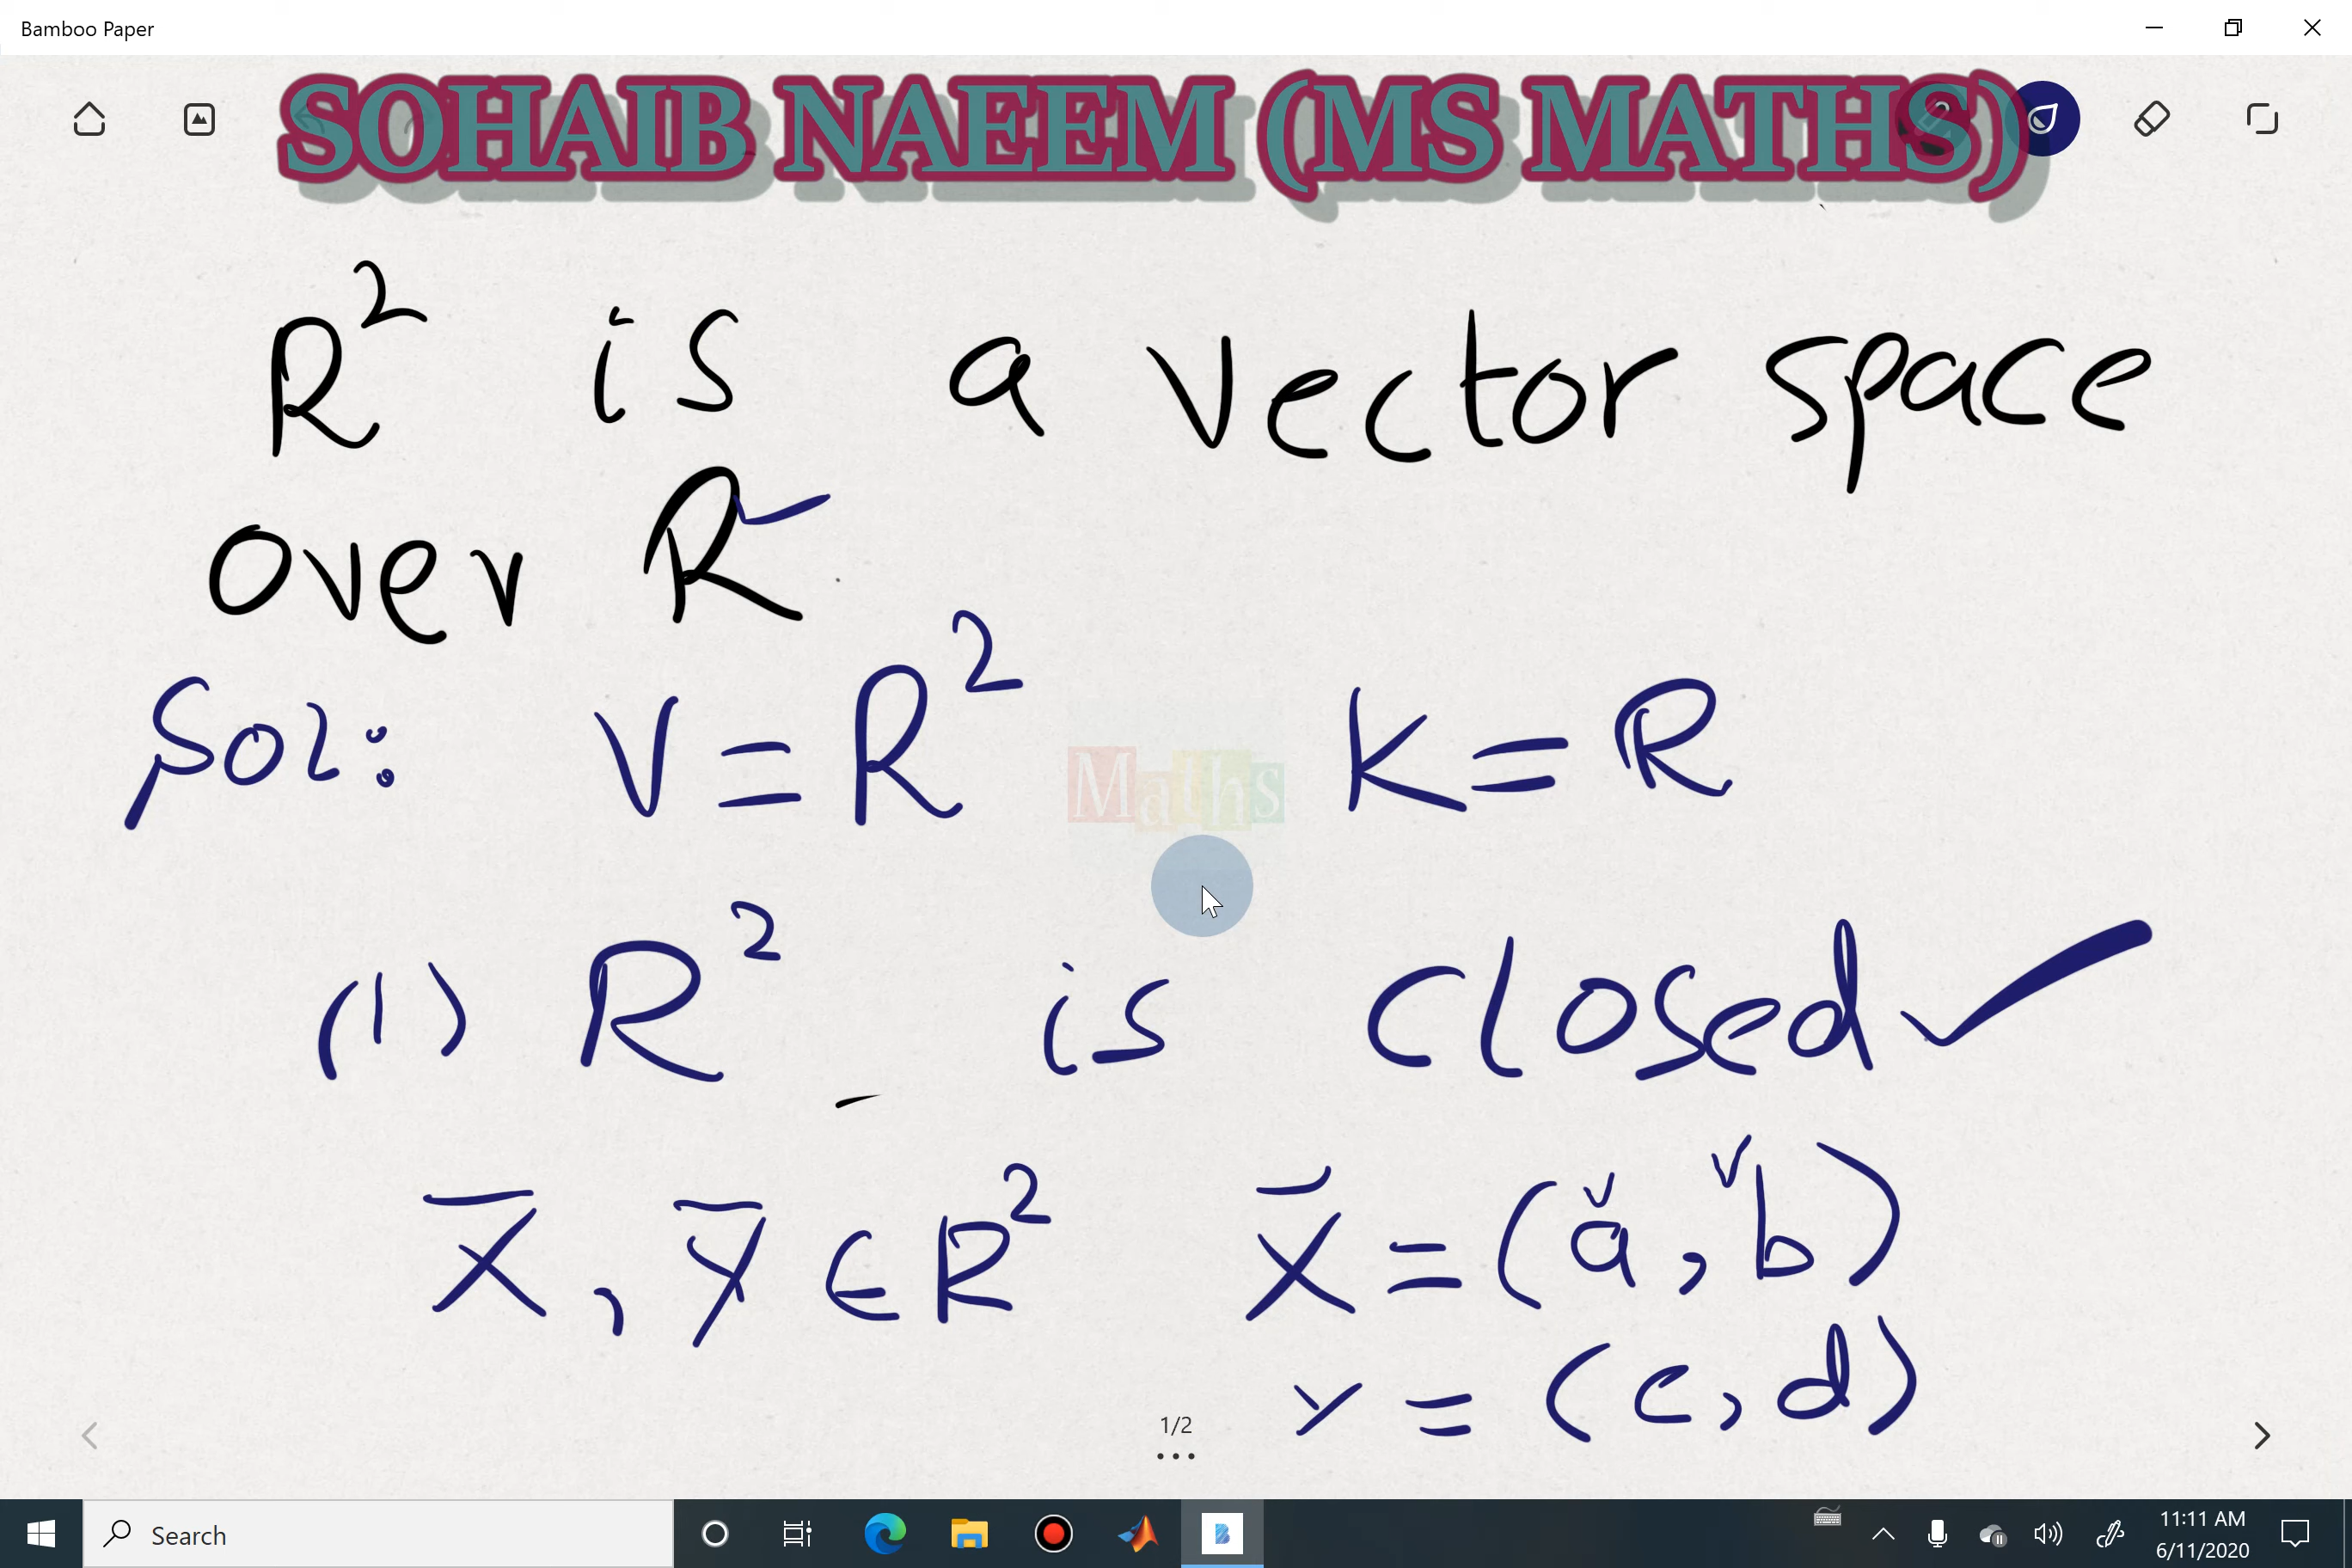 Bamboo Paper
SOHAIB NAEEM (MS MATHS)
R² is a vector space
over R
Sol: V = R² K = R
Maths
(1) R² is closed ✓
x̅, y̅ ∈ R² x̅ = (a, b)
y = (c, d)
1/2
Search
11:11 AM
6/11/2020